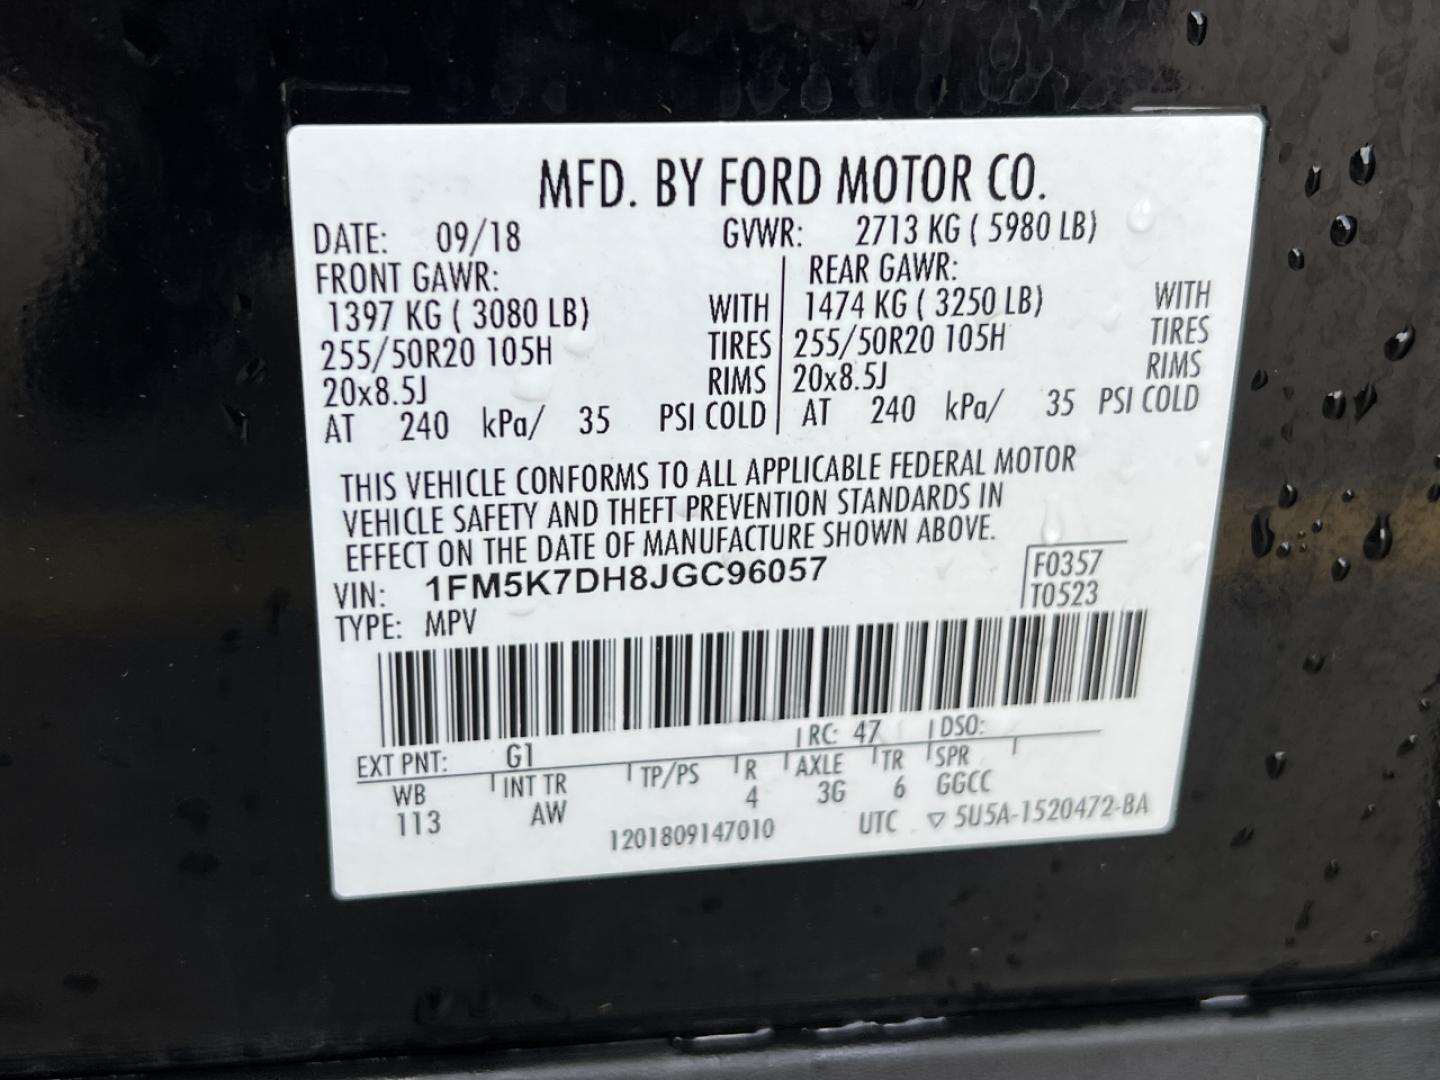 MFD. BY FORD MOTOR CO.
DATE: 09/18 GVWR: 2713 KG ( 5980 LB)
FRONT GAWR: REAR GAWR:
1397 KG ( 3080 LB) WITH 1474 KG ( 3250 LB) WITH
255/50R20 105H TIRES 255/50R20 105H TIRES
20x8.5J RIMS 20x8.5J RIMS
AT 240 kPa/ 35 PSI COLD AT 240 kPa/ 35 PSI COLD
THIS VEHICLE CONFORMS TO ALL APPLICABLE FEDERAL MOTOR
VEHICLE SAFETY AND THEFT PREVENTION STANDARDS IN
EFFECT ON THE DATE OF MANUFACTURE SHOWN ABOVE.
VIN: 1FM5K7DH8JGC96057 F0357
TYPE: MPV T0523
EXT PNT: G1 RC: 47 DSO:
WB INT TR TP/PS R AXLE TR SPR
113 AW 4 3G 6 GGCC
1201809147010 UTC ▽ 5U5A-1520472-BA